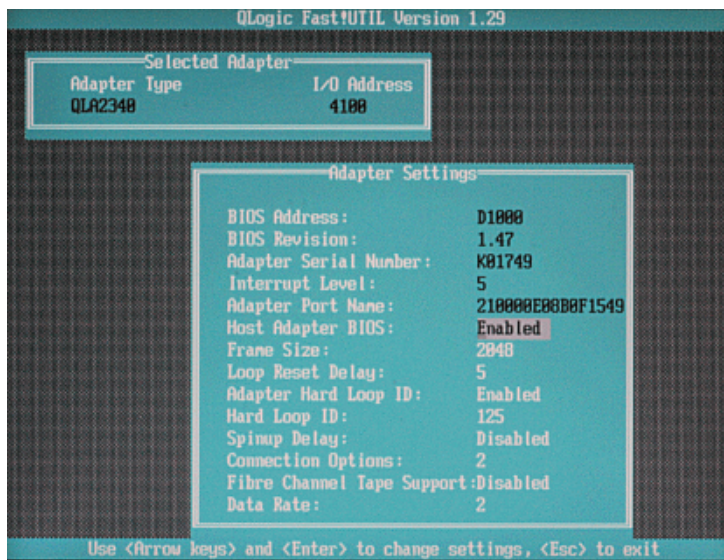 QLogic Fast!UTIL Version 1.29
Selected Adapter
Adapter Type I/O Address
QLA2340 4100
Adapter Settings
BIOS Address: D1000
BIOS Revision: 1.47
Adapter Serial Number: K01749
Interrupt Level: 5
Adapter Port Name: 210000E08B0F1549
Host Adapter BIOS: Enabled
Frame Size: 2048
Loop Reset Delay: 5
Adapter Hard Loop ID: Enabled
Hard Loop ID: 125
Spinup Delay: Disabled
Connection Options: 2
Fibre Channel Tape Support:Disabled
Data Rate: 2
Use <Arrow keys> and <Enter> to change settings, <Esc> to exit